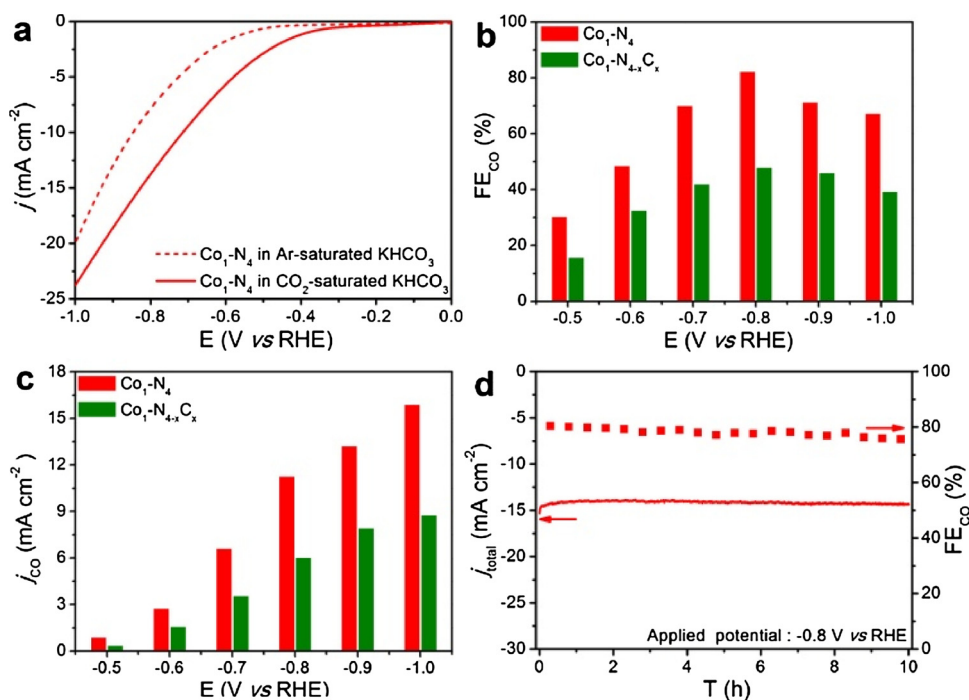 a
j (mA cm-2)
0
-5
-10
-15
-20
-25
Co1-N4 in Ar-saturated KHCO3
Co1-N4 in CO2-saturated KHCO3
-1.0 -0.8 -0.6 -0.4 -0.2 0.0
E (V vs RHE)
b
FECO (%)
100
80
60
40
20
0
Co1-N4
Co1-N4-xCx
-0.5 -0.6 -0.7 -0.8 -0.9 -1.0
E (V vs RHE)
c
jCO (mA cm-2)
18
15
12
9
6
3
0
Co1-N4
Co1-N4-xCx
-0.5 -0.6 -0.7 -0.8 -0.9 -1.0
E (V vs RHE)
d
jtotal (mA cm-2)
0
-5
-10
-15
-20
-25
-30
100
80
60
40
20
0
FECO (%)
Applied potential : -0.8 V vs RHE
0 2 4 6 8 10
T (h)